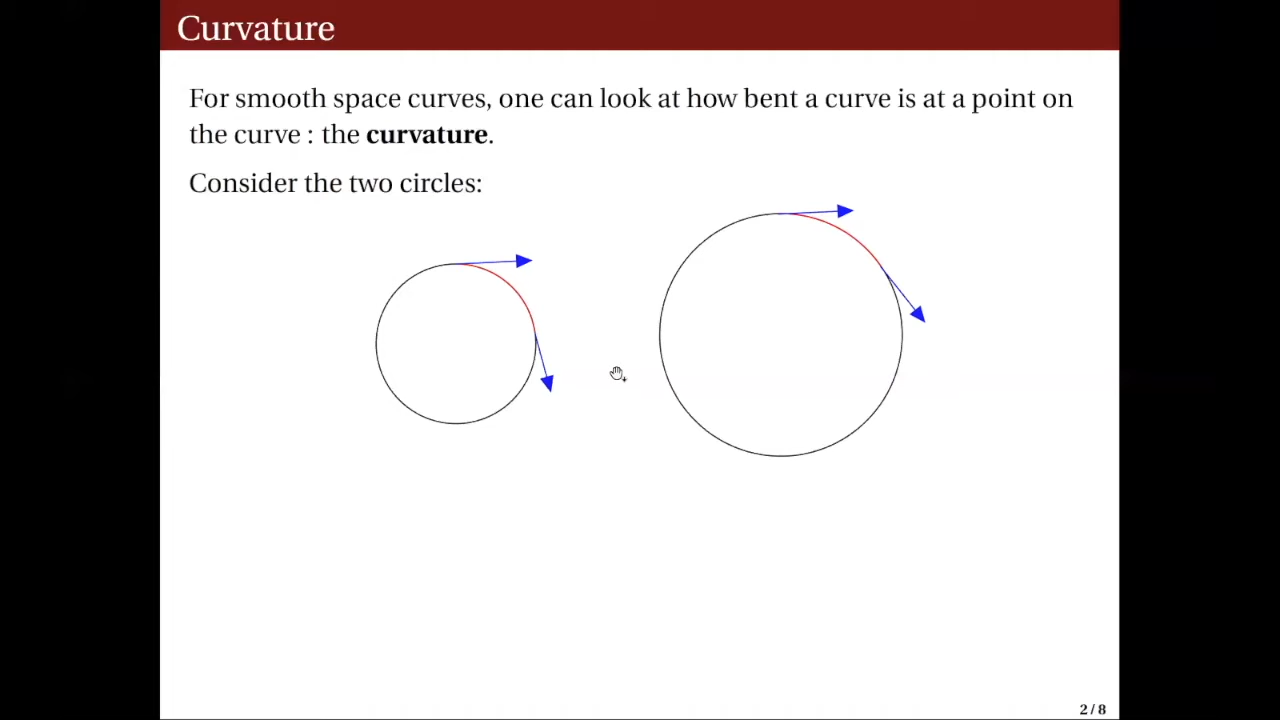 Curvature
For smooth space curves, one can look at how bent a curve is at a point on
the curve : the curvature.
Consider the two circles:
2 / 8